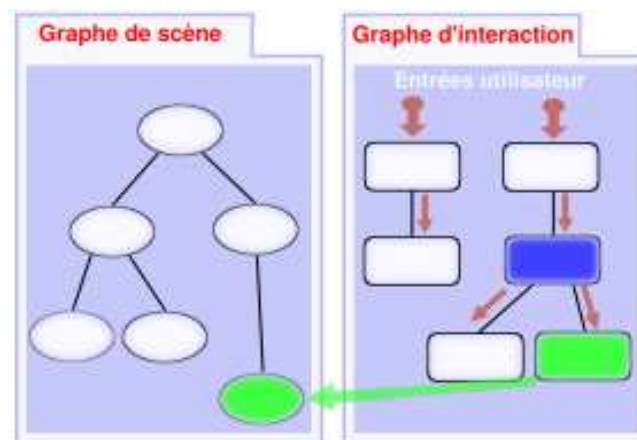 Graphe de scène
Graphe d'interaction
Entrées utilisateur